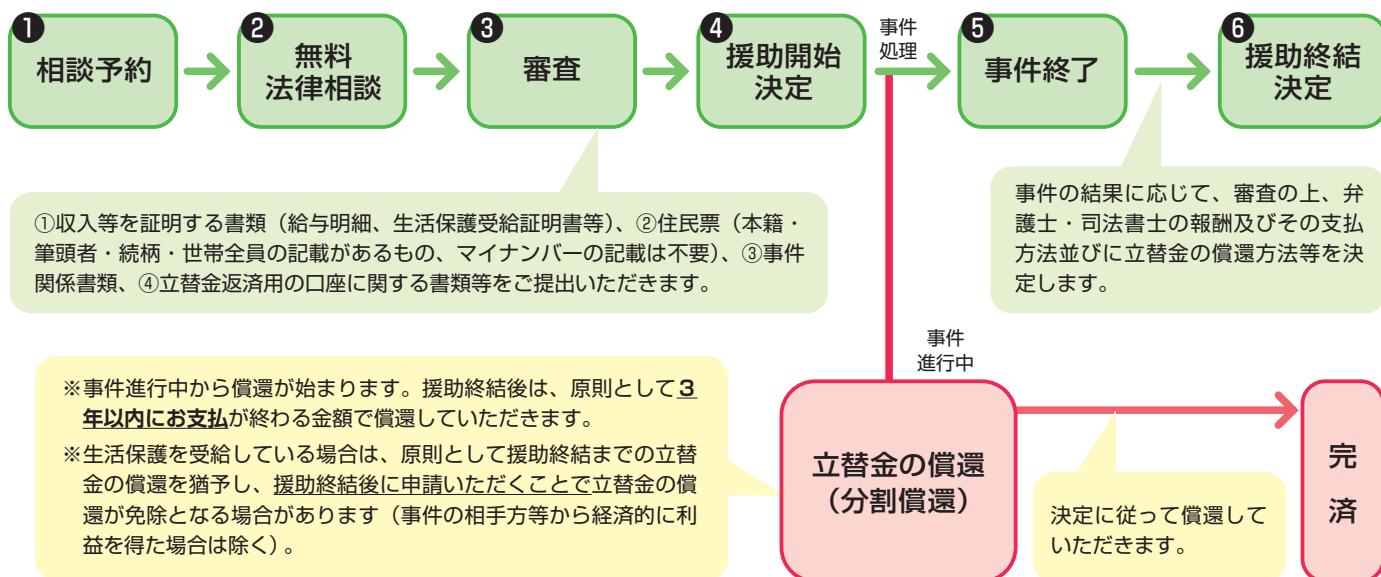 ❶
相談予約
❷
無料
法律相談
❸
審査
❹
援助開始
決定
事件
処理
❺
事件終了
❻
援助終結
決定
①収入等を証明する書類（給与明細、生活保護受給証明書等）、②住民票（本籍・
筆頭者・続柄・世帯全員の記載があるもの、マイナンバーの記載は不要）、③事件
関係書類、④立替金返済用の口座に関する書類等をご提出いただきます。
事件の結果に応じて、審査の上、弁
護士・司法書士の報酬及びその支払
方法並びに立替金の償還方法等を決
定します。
事件
進行中
※事件進行中から償還が始まります。援助終結後は、原則として３
年以内にお支払が終わる金額で償還していただきます。
※生活保護を受給している場合は、原則として援助終結までの立替
金の償還を猶予し、援助終結後に申請いただくことで立替金の償
還が免除となる場合があります（事件の相手方等から経済的に利
益を得た場合は除く）。
立替金の償還
（分割償還）
決定に従って償還して
いただきます。
完
済